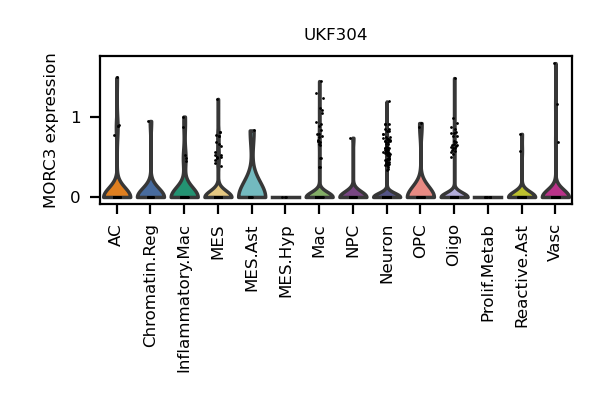 UKF304
MORC3 expression
1
0
AC
Chromatin.Reg
Inflammatory.Mac
MES
MES.Ast
MES.Hyp
Mac
NPC
Neuron
OPC
Oligo
Prolif.Metab
Reactive.Ast
Vasc